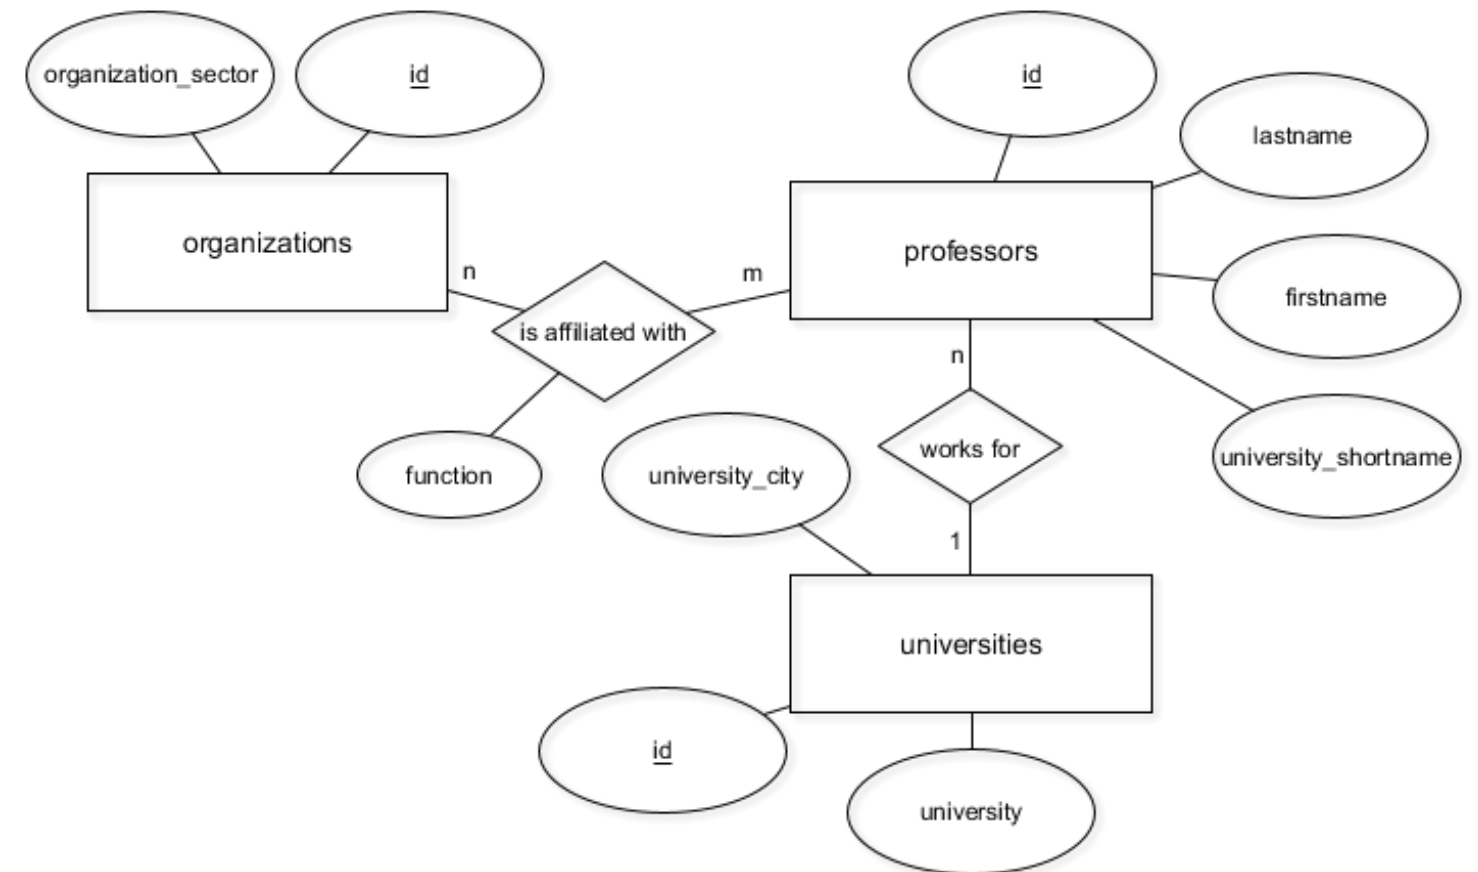 organization_sector
id
id
lastname
organizations
professors
n
m
firstname
is affiliated with
n
works for
university_shortname
function
university_city
1
universities
id
university